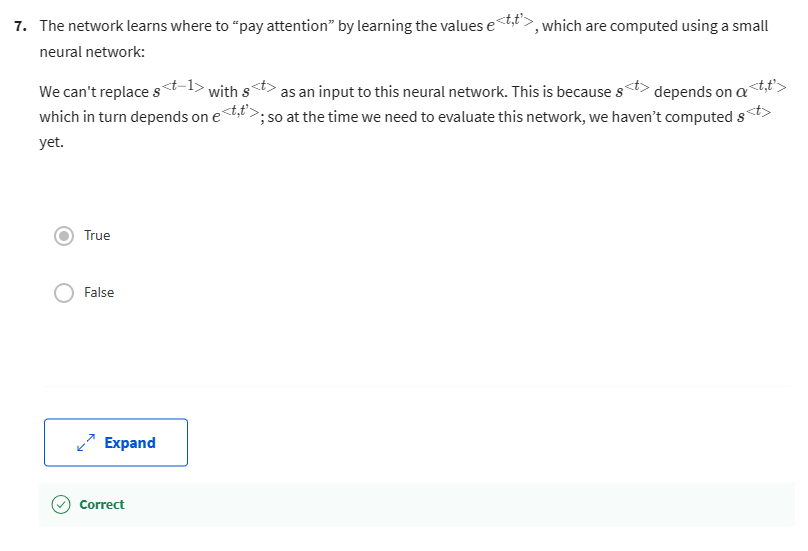 7. The network learns where to “pay attention” by learning the values e<t,t’>, which are computed using a small
neural network:
We can't replace s<t−1> with s<t> as an input to this neural network. This is because s<t> depends on α<t,t’>
which in turn depends on e<t,t’>; so at the time we need to evaluate this network, we haven’t computed s<t>
yet.
True
False
Expand
Correct